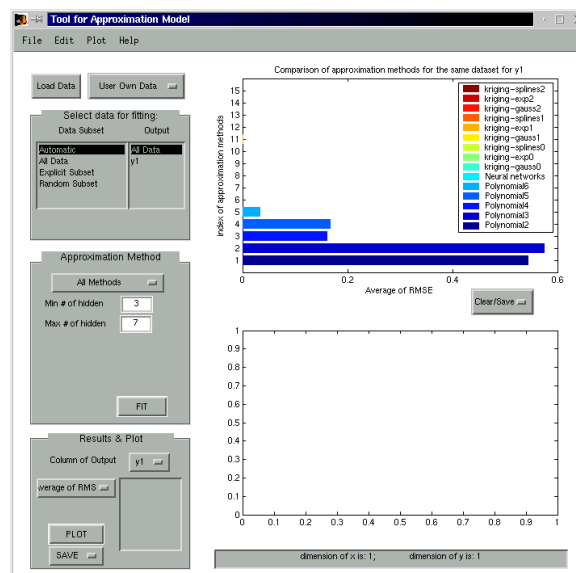 Tool for Approximation Model
File Edit Plot Help
Load Data
User Own Data
Select data for fitting:
Data Subset Output
Automatic
All Data
Explicit Subset
Random Subset
All Data
y1
Approximation Method
All Methods
Min # of hidden 3
Max # of hidden 7
FIT
Results & Plot
Column of Output y1
verage of RMS
PLOT
SAVE
Comparison of approximation methods for the same dataset for y1
index of approximation methods
15
14
13
12
11
10
9
8
7
6
5
4
3
2
1
kriging-splines2
kriging-exp2
kriging-gauss2
kriging-splines1
kriging-exp1
kriging-gauss1
kriging-splines0
kriging-exp0
kriging-gauss0
Neural networks
Polynomial6
Polynomial5
Polynomial4
Polynomial3
Polynomial2
0 0.2 0.4 0.6
Average of RMSE
Clear/Save
1
0.9
0.8
0.7
0.6
0.5
0.4
0.3
0.2
0.1
0
0 0.1 0.2 0.3 0.4 0.5 0.6 0.7 0.8 0.9 1
dimension of x is: 1; dimension of y is: 1